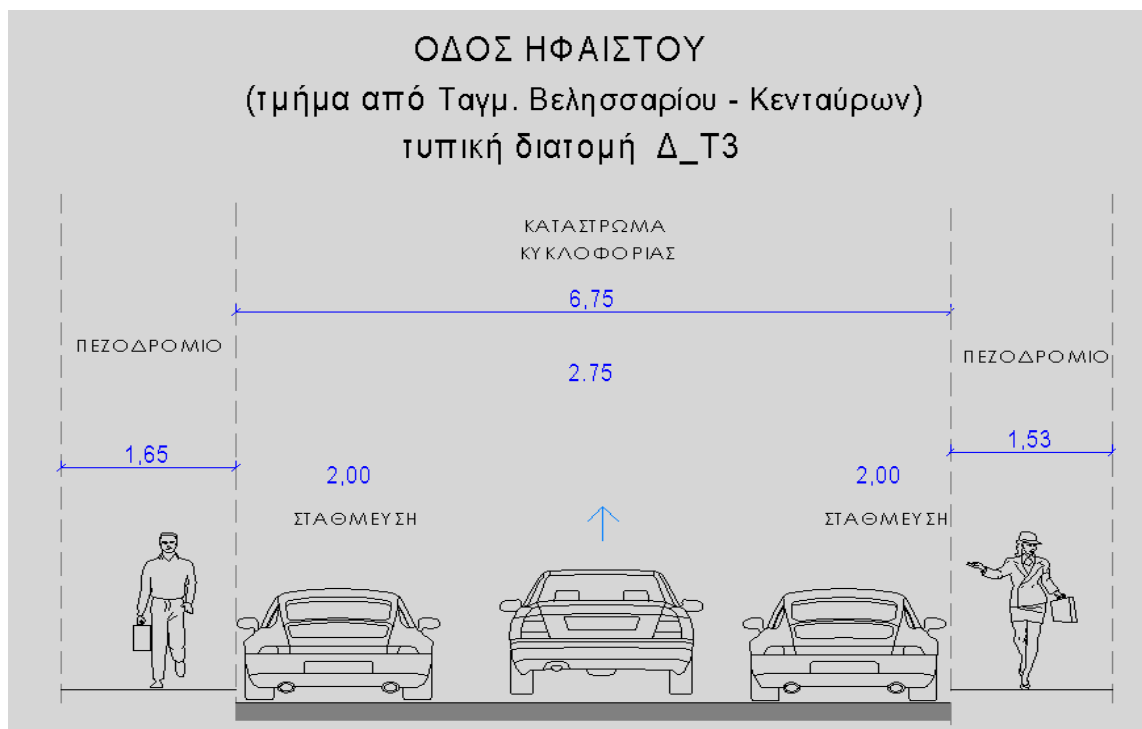 ΟΔΟΣ ΗΦΑΙΣΤΟΥ
(τμήμα από Ταγμ. Βελησσαρίου - Κενταύρων)
τυπική διατομή Δ_Τ3
ΚΑΤΑΣΤΡΩΜΑ
ΚΥΚΛΟΦΟΡΙΑΣ
6,75
ΠΕΖΟΔΡΟΜΙΟ
ΠΕΖΟΔΡΟΜΙΟ
2.75
1,65
1,53
2,00
2,00
ΣΤΑΘΜΕΥΣΗ
ΣΤΑΘΜΕΥΣΗ